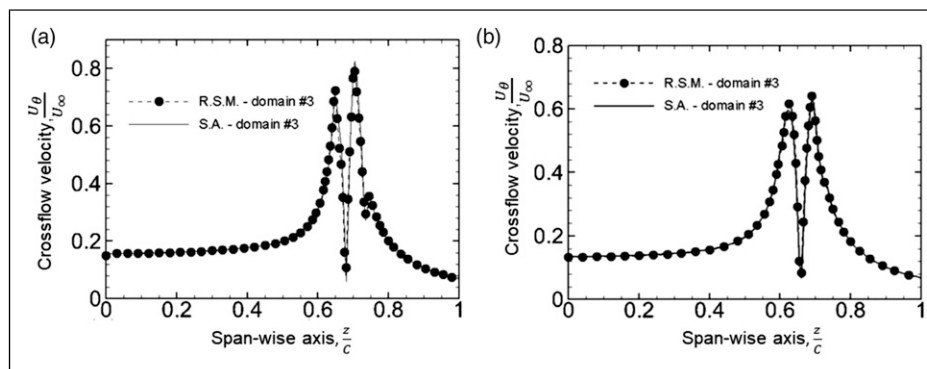 (a)
Crossflow velocity, Uθ/U∞
0.8
0.6
0.4
0.2
0
R.S.M. - domain #3
S.A. - domain #3
0 0.2 0.4 0.6 0.8 1
Span-wise axis, z/C
(b)
Crossflow velocity, Uθ/U∞
0.8
0.6
0.4
0.2
0
R.S.M. - domain #3
S.A. - domain #3
0 0.2 0.4 0.6 0.8 1
Span-wise axis, z/C